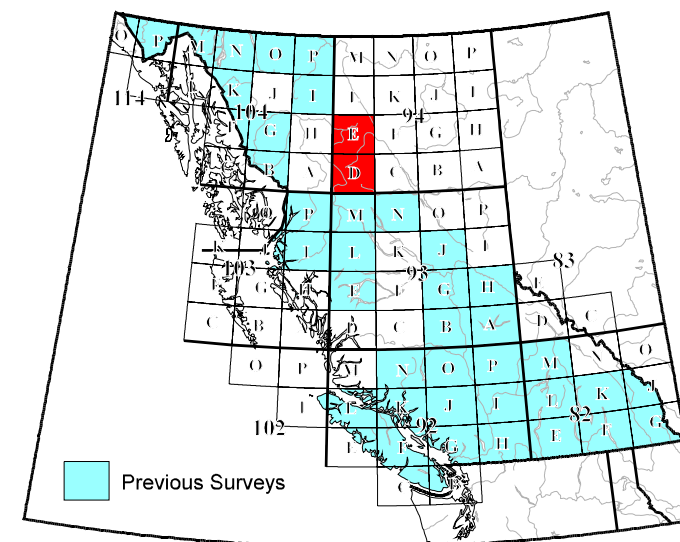 O P M N O P M N O P
K J I L K J I
114 104 94
F G H E F G H
B A D C B A
O P M N O P
K J I L K J I 83
103 93
F G H E F G H E
C B A D C B A D C
O P M N O P M N O
I L K J I L K J
102 92 82
E F G H E F G
C B
Previous Surveys